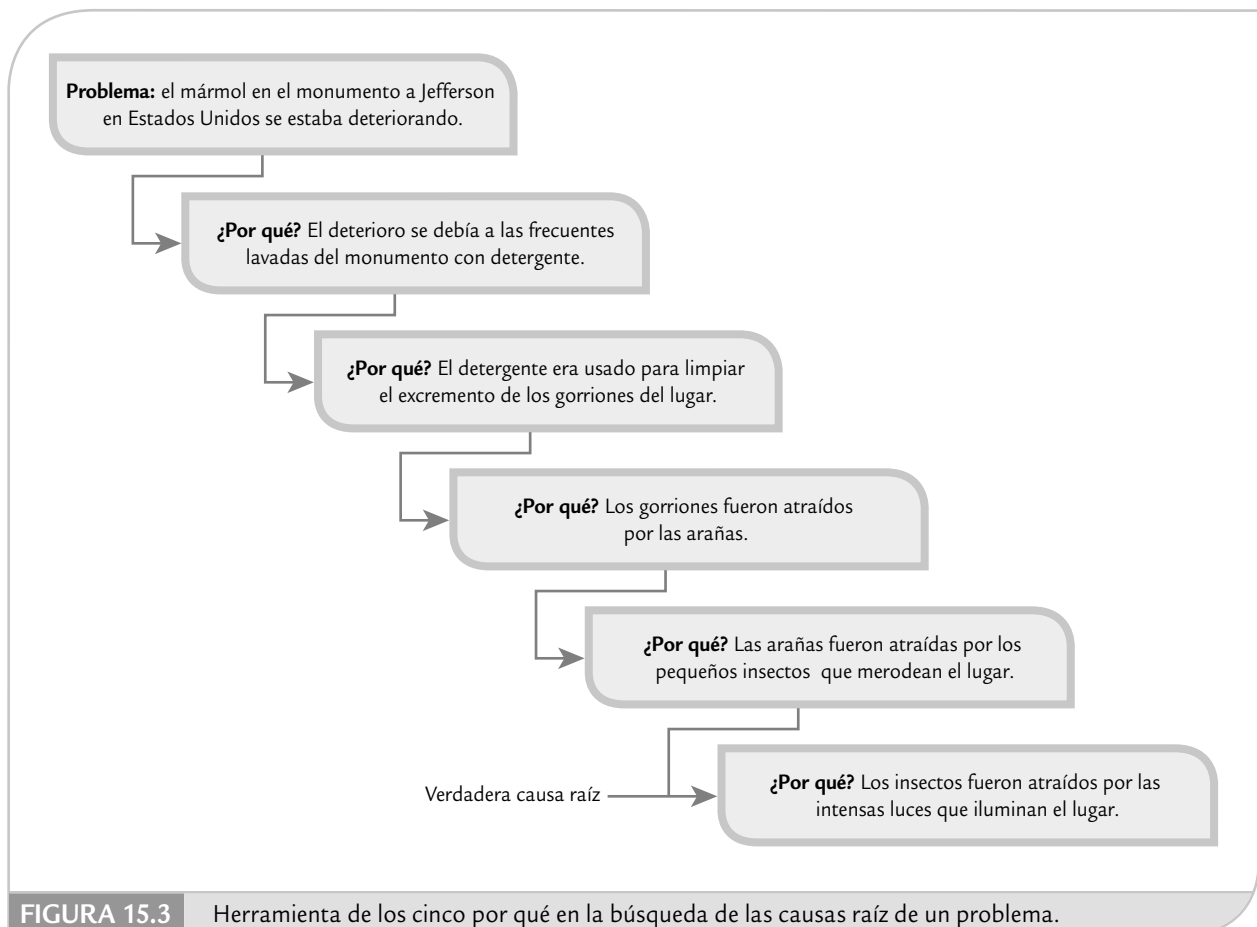 Problema: el mármol en el monumento a Jefferson
en Estados Unidos se estaba deteriorando.
¿Por qué? El deterioro se debía a las frecuentes
lavadas del monumento con detergente.
¿Por qué? El detergente era usado para limpiar
el excremento de los gorriones del lugar.
¿Por qué? Los gorriones fueron atraídos
por las arañas.
¿Por qué? Las arañas fueron atraídas por los
pequeños insectos que merodean el lugar.
Verdadera causa raíz
¿Por qué? Los insectos fueron atraídos por las
intensas luces que iluminan el lugar.
FIGURA 15.3 Herramienta de los cinco por qué en la búsqueda de las causas raíz de un problema.